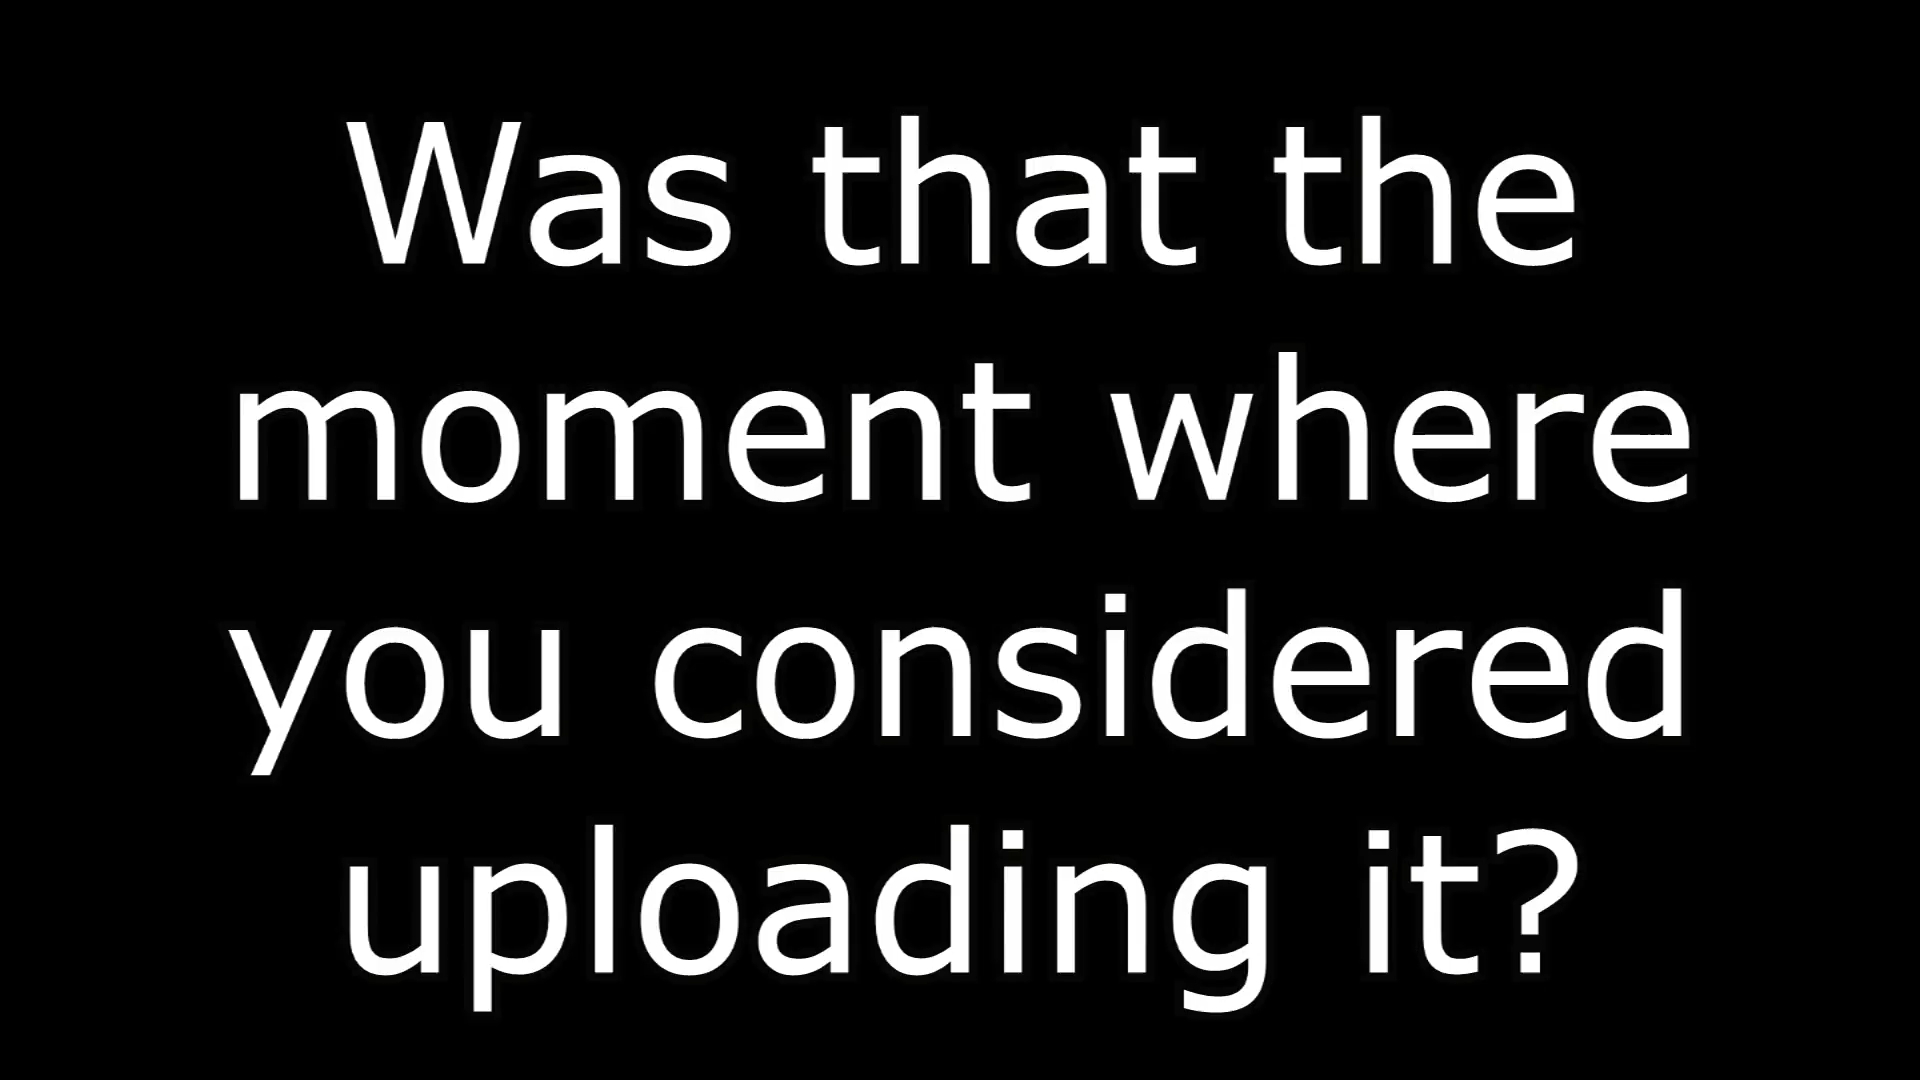 Was that the
moment where
you considered
uploading it?